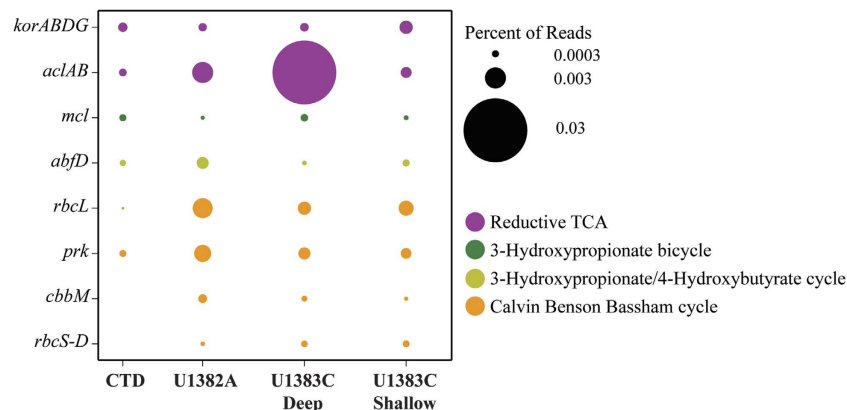 korABDG
aclAB
mcl
abfD
rbcL
prk
cbbM
rbcS-D
CTD
U1382A
U1383C
Deep
U1383C
Shallow
Percent of Reads
0.0003
0.003
0.03
Reductive TCA
3-Hydroxypropionate bicycle
3-Hydroxypropionate/4-Hydroxybutyrate cycle
Calvin Benson Bassham cycle